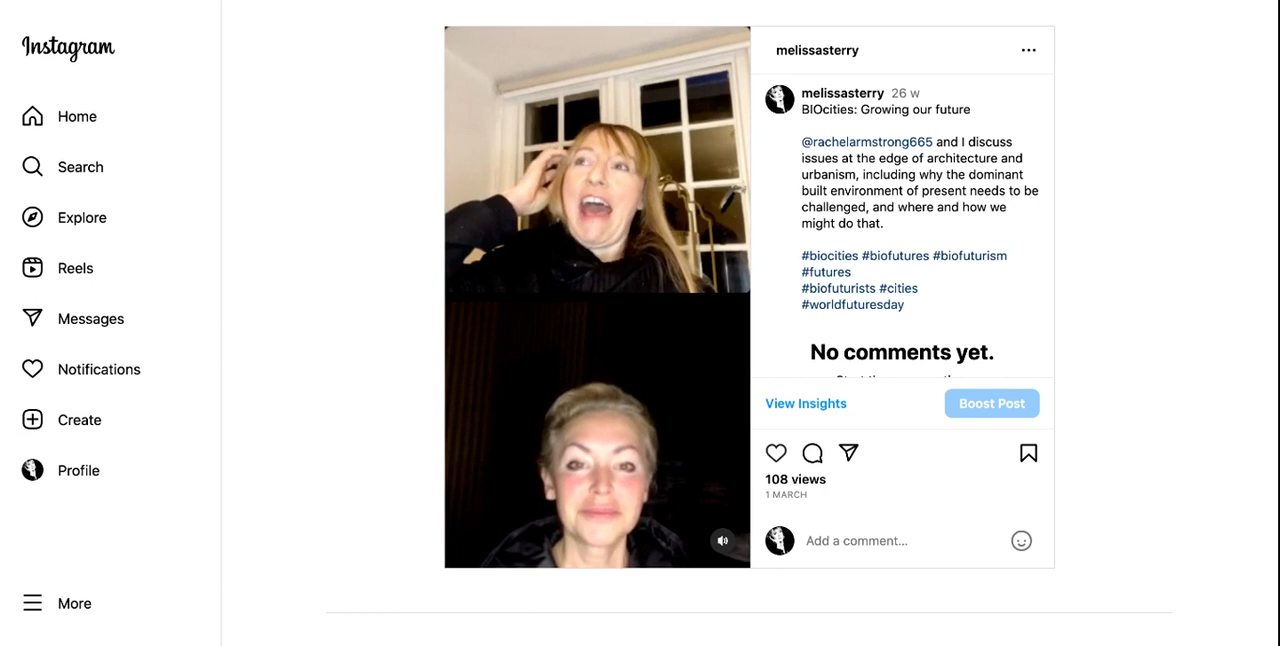 Instagram
Home
Search
Explore
Reels
Messages
Notifications
Create
Profile
More
melissasterry
melissasterry 26 w
BIOcities: Growing our future
@rachelarmstrong665 and I discuss
issues at the edge of architecture and
urbanism, including why the dominant
built environment of present needs to be
challenged, and where and how we
might do that.
#biocities #biofutures #biofuturism
#futures
#biofuturists #cities
#worldfuturesday
No comments yet.
View Insights
Boost Post
108 views
1 MARCH
Add a comment...